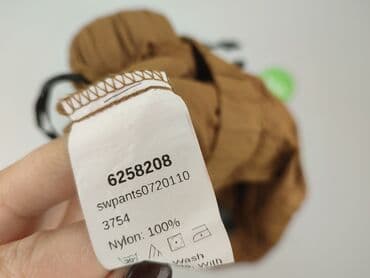 6258208
swpants0720110
3754
Nylon: 100%
Wash
With